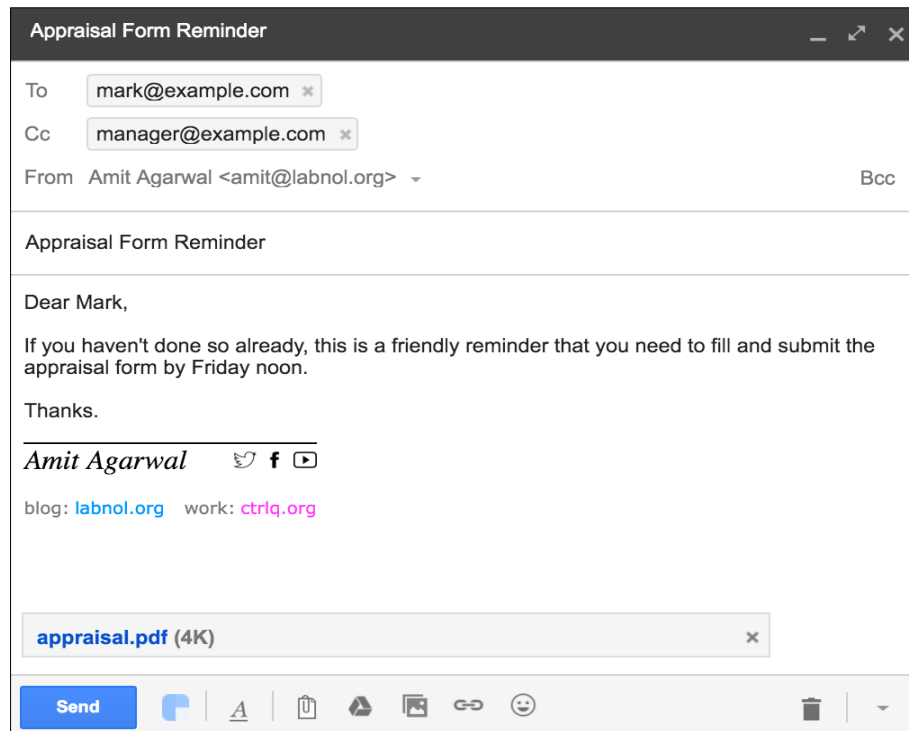 Appraisal Form Reminder
To mark@example.com
Cc manager@example.com
From Amit Agarwal <amit@labnol.org> Bcc
Appraisal Form Reminder
Dear Mark,
If you haven't done so already, this is a friendly reminder that you need to fill and submit the
appraisal form by Friday noon.
Thanks.
Amit Agarwal
blog: labnol.org work: ctrlq.org
appraisal.pdf (4K)
Send